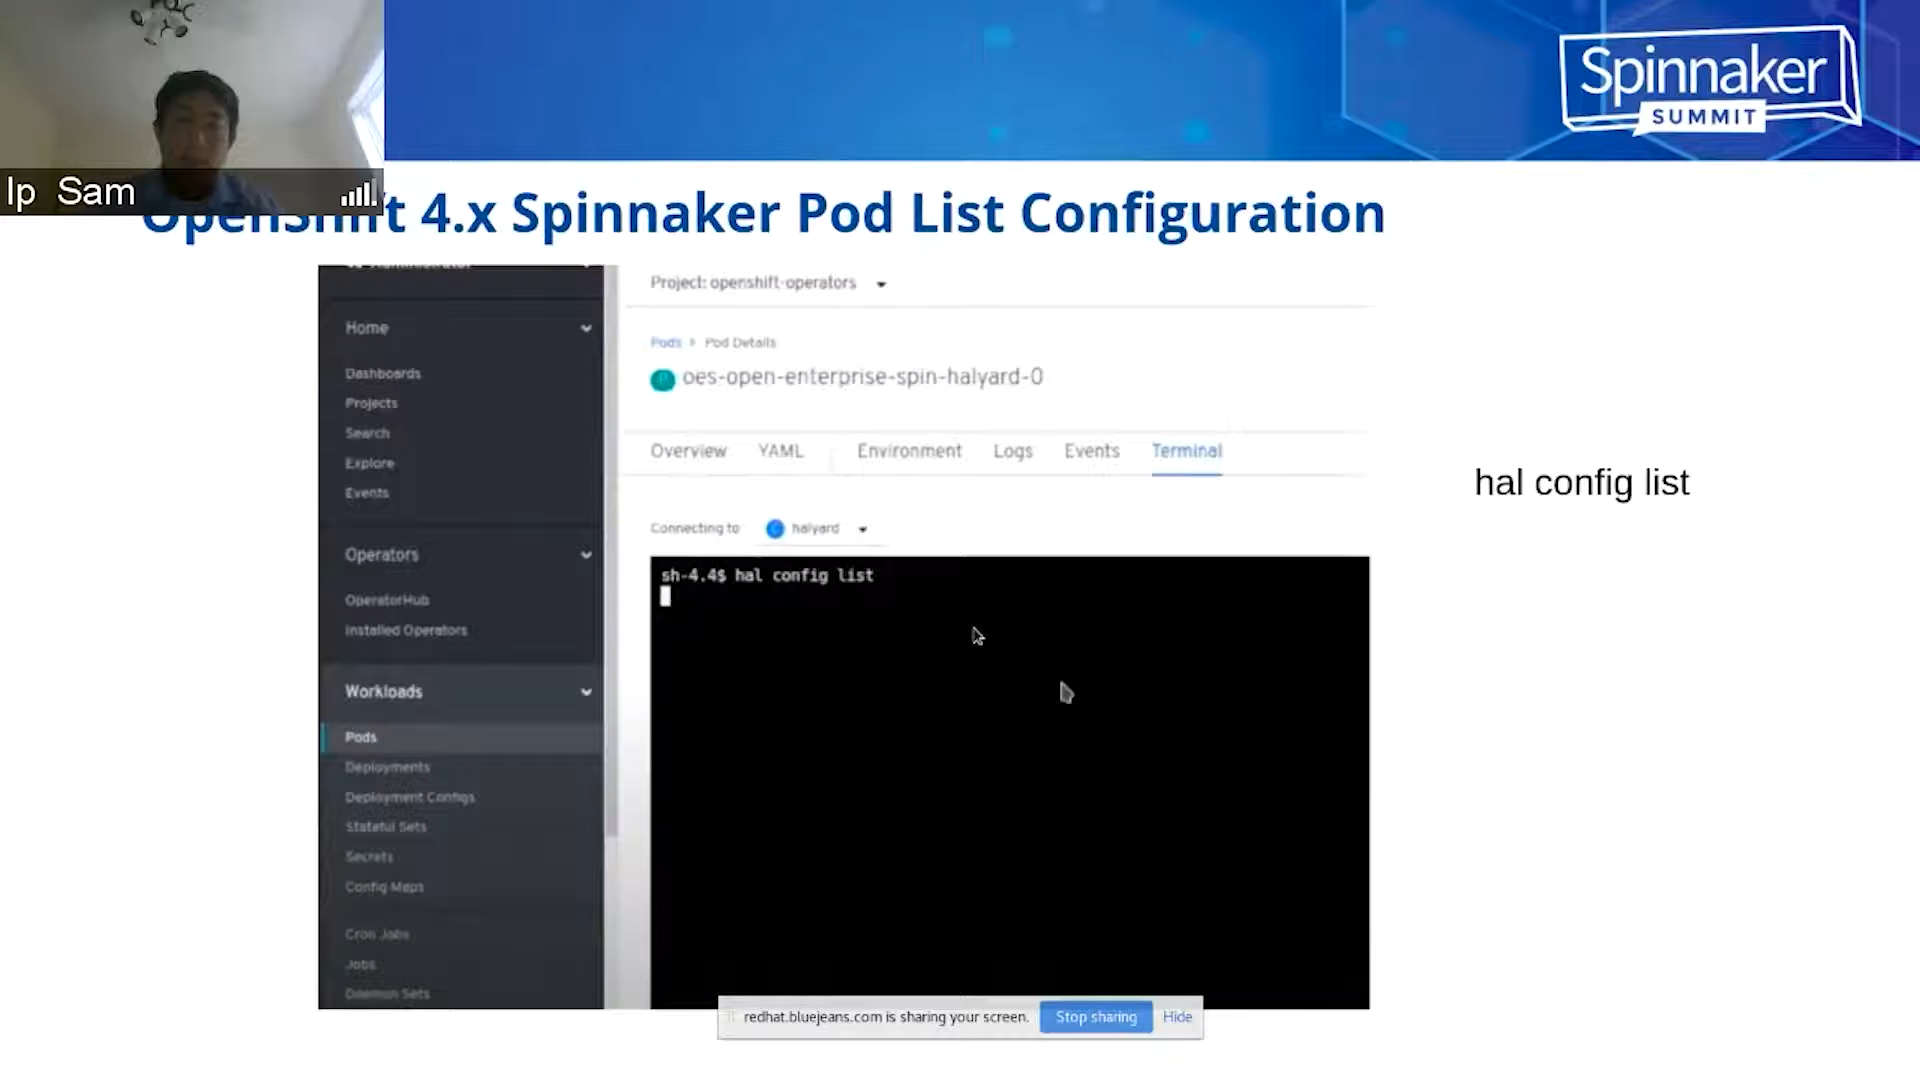 Spinnaker
SUMMIT
Ip Sam
OpenShift 4.x Spinnaker Pod List Configuration
Administrator
Home
Dashboards
Projects
Search
Explore
Events
Operators
OperatorHub
Installed Operators
Workloads
Pods
Deployments
Deployment Configs
Stateful Sets
Secrets
Config Maps
Cron Jobs
Jobs
Daemon Sets
Project: openshift-operators
Pods Pod Details
P oes-open-enterprise-spin-halyard-0
Overview YAML Environment Logs Events Terminal
Connecting to C halyard
sh-4.4$ hal config list
hal config list
redhat.bluejeans.com is sharing your screen. Stop sharing Hide